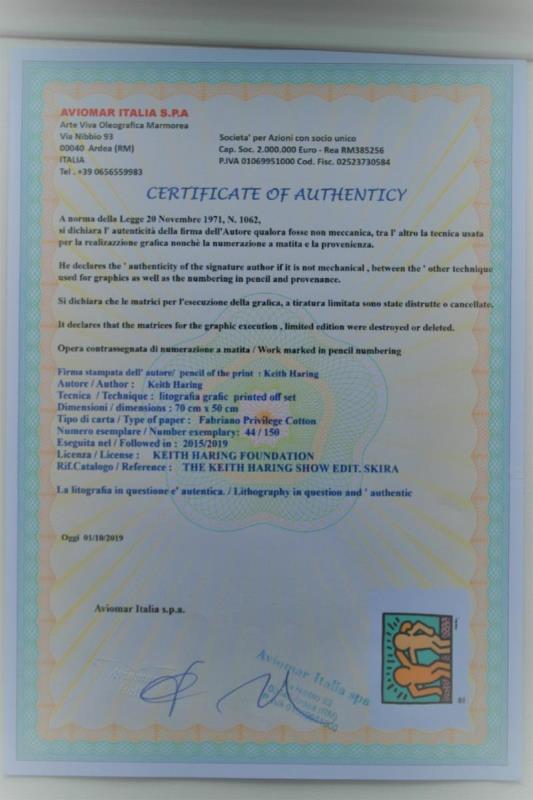 AVIOMAR ITALIA S.P.A
Arte Viva Oleografica Marmorea
Via Nibbio 93
00040 Ardea (RM)
ITALIA
Tel . +39 0656559983
Societa' per Azioni con socio unico
Cap. Soc. 2.000.000 Euro - Rea RM385256
P.IVA 01069951000 Cod. Fisc. 02523730584
CERTIFICATE OF AUTHENTICY
A norma della Legge 20 Novembre 1971, N. 1062,
si dichiara l' autenticità della firma dell'Autore qualora fosse non meccanica, tra l' altro la tecnica usata
per la realizazzione grafica nonchè la numerazione a matita e la provenienza.
He declares the ' authenticity of the signature author if it is not mechanical , between the ' other technique
used for graphics as well as the numbering in pencil and provenance.
Si dichiara che le matrici per l'esecuzione della grafica, a tiratura limitata sono state distrutte o cancellate.
It declares that the matrices for the graphic execution , limited edition were destroyed or deleted.
Opera contrassegnata di numerazione a matita / Work marked in pencil numbering
Firma stampata dell' autore/ pencil of the print : Keith Haring
Autore / Author : Keith Haring
Tecnica / Technique : litografia grafic printed off set
Dimensioni / dimensions : 70 cm x 50 cm
Tipo di carta / Type of paper : Fabriano Privilege Cotton
Numero esemplare / Number exemplary: 44 / 150
Eseguita nel / Followed in : 2015/2019
Licenza / License : KEITH HARING FOUNDATION
Rif.Catalogo / Reference : THE KEITH HARING SHOW EDIT. SKIRA
La litografia in questione e' autentica. / Lithography in question and ' authentic
Oggi 01/10/2019
Aviomar Italia s.p.a.
Aviomar Italia spa
Via Nibbio 93
00040 Ardea (RM)
P.IVA 01069951000